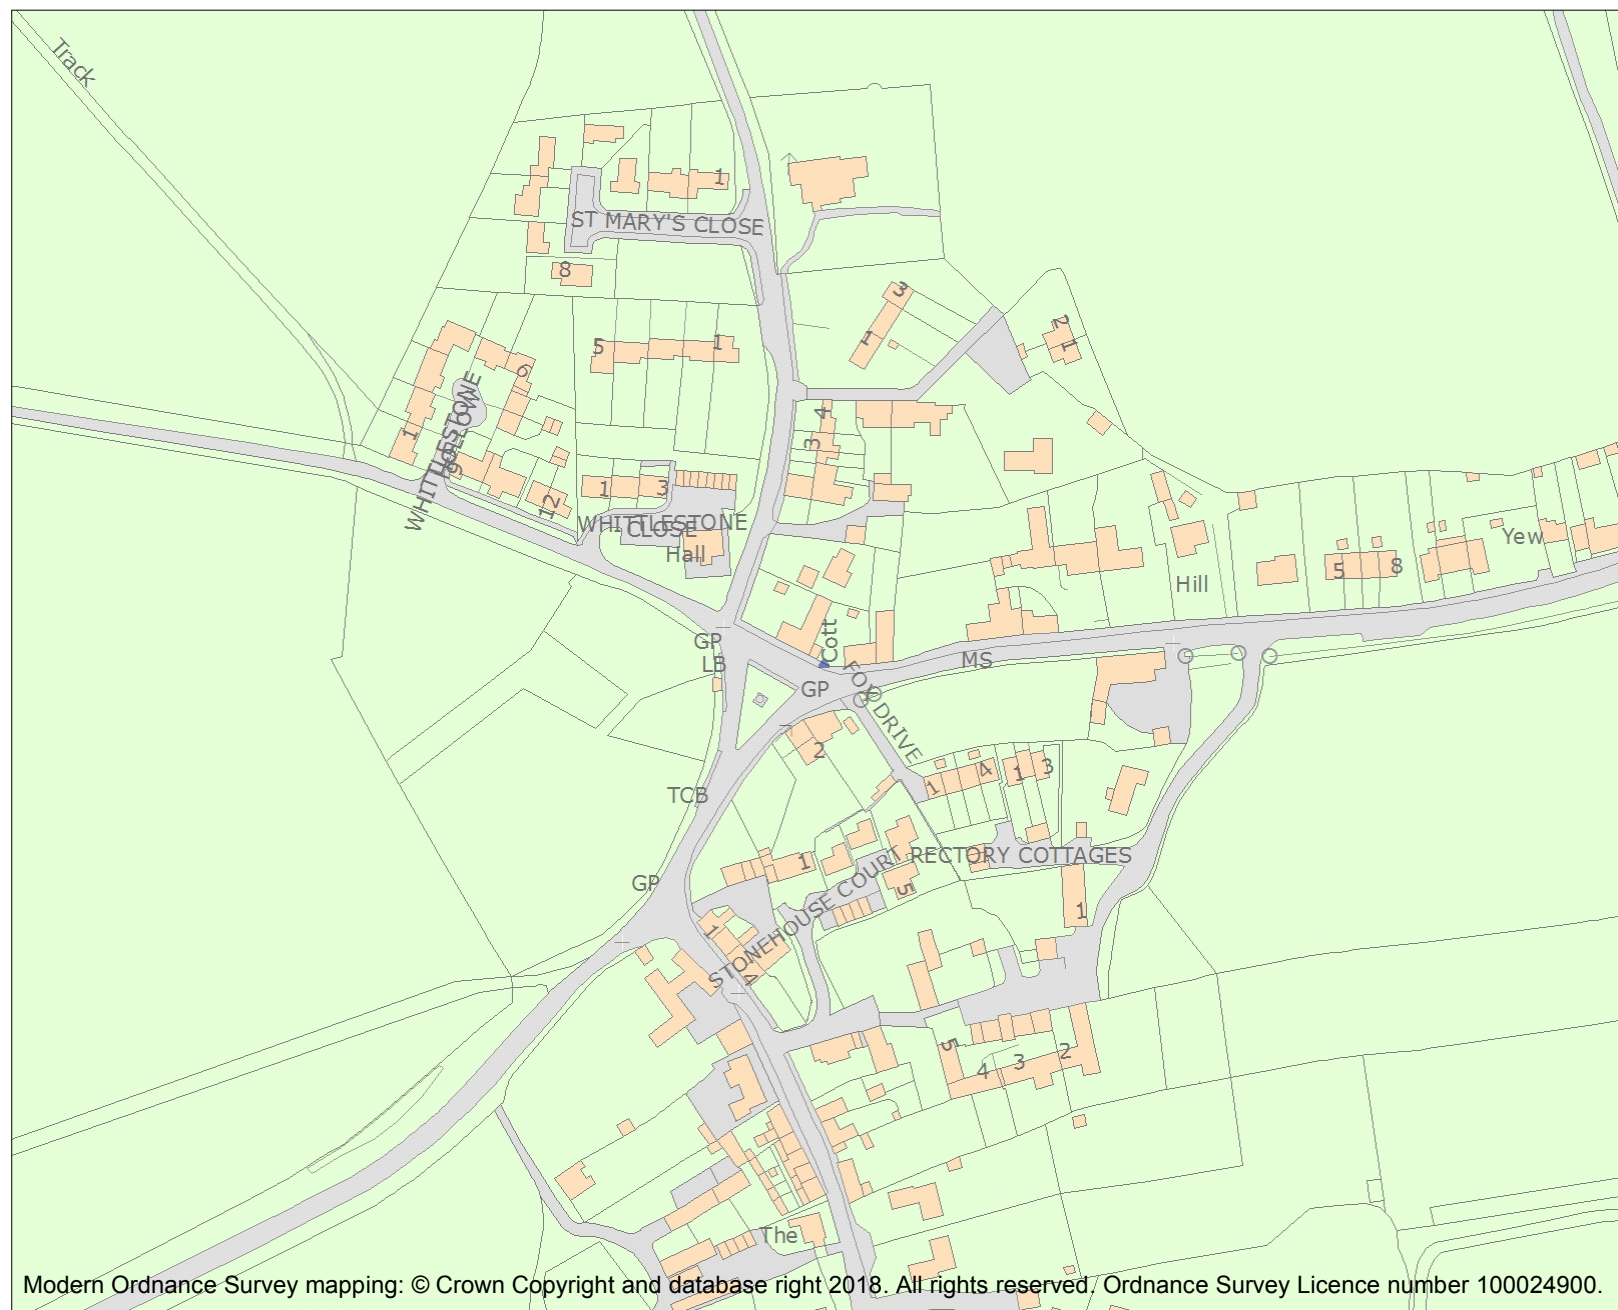 Track
1
ST MARY'S CLOSE
8
3
1
2
1
5
1
6
WHITTLESTONE
HOLLOW
1
9
12
4
3
1
3
WHITTLESTONE
CLOSE
Hall
Yew
5
8
Hill
Cott
GP
LB
MS
GP
FOX DRIVE
2
4
1
1
3
TCB
1
RECTORY COTTAGES
GP
STONEHOUSE COURT
5
1
1
4
5
4
3
2
The
Modern Ordnance Survey mapping: © Crown Copyright and database right 2018. All rights reserved. Ordnance Survey Licence number 100024900.